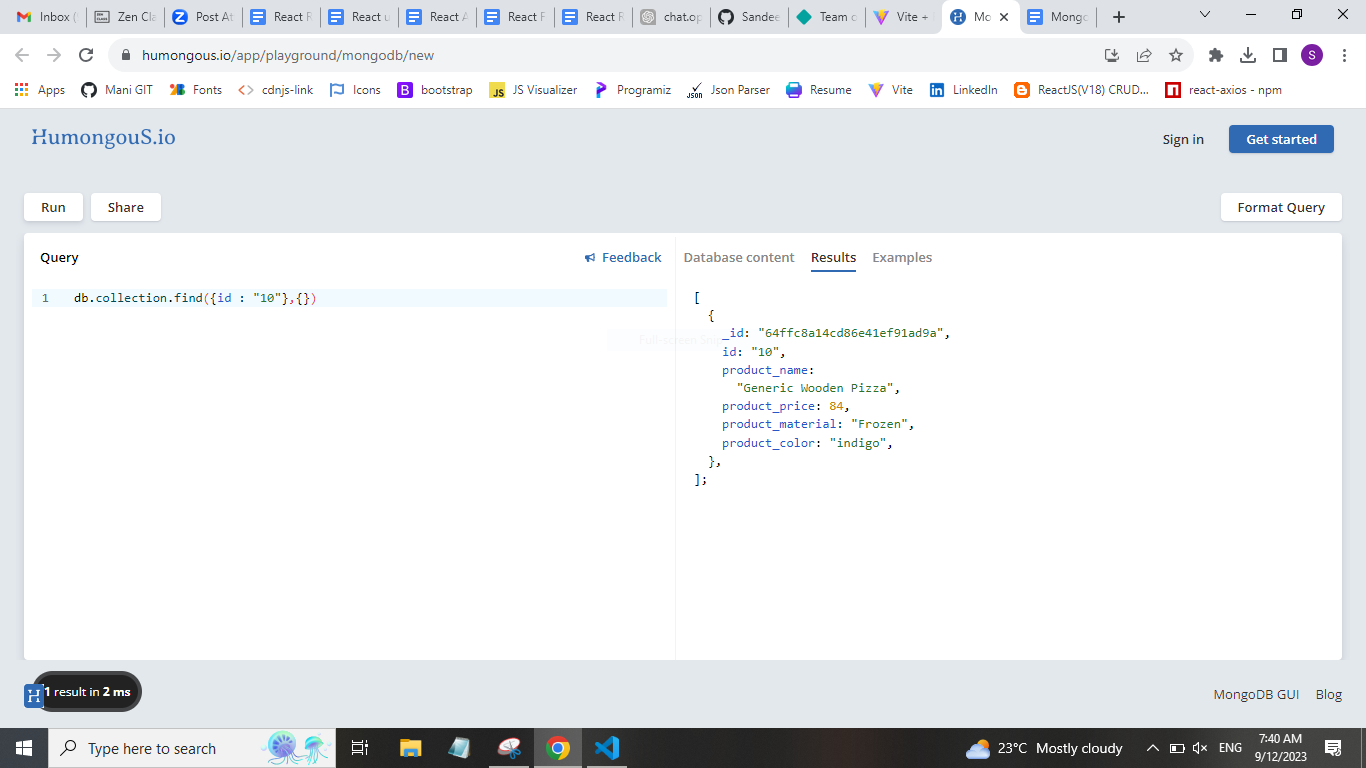 Inbox (
Zen Cla
Post At
React R
React u
React A
React F
React R
chat.op
Sandee
Team c
Vite +
Mo
Mongo
humongous.io/app/playground/mongodb/new
S
Apps
Mani GIT
Fonts
cdnjs-link
Icons
bootstrap
JS Visualizer
Programiz
Json Parser
Resume
Vite
LinkedIn
ReactJS(V18) CRUD...
react-axios - npm
HumongouS.io
Sign in
Get started
Run
Share
Format Query
Query
Feedback
Database content
Results
Examples
1 db.collection.find({id : "10"},{})
[
{
_id: "64ffc8a14cd86e41ef91ad9a",
id: "10",
product_name:
"Generic Wooden Pizza",
product_price: 84,
product_material: "Frozen",
product_color: "indigo",
},
];
Full-screen Snip
1 result in 2 ms
MongoDB GUI
Blog
Type here to search
23°C Mostly cloudy
ENG
7:40 AM
9/12/2023